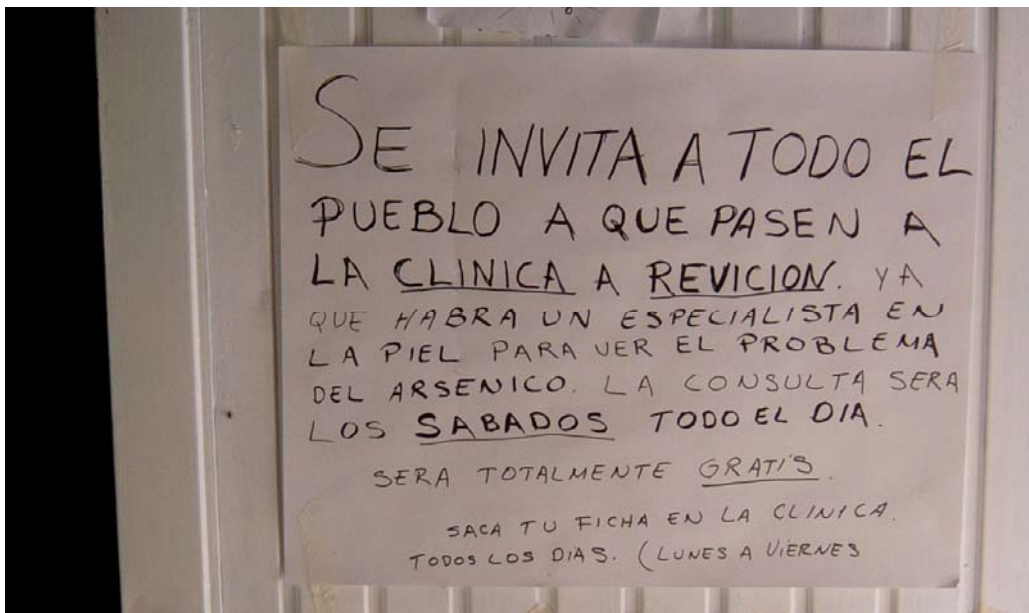 SE INVITA A TODO EL
PUEBLO A QUE PASEN A
LA CLINICA A REVICION. YA
QUE HABRA UN ESPECIALISTA EN
LA PIEL PARA VER EL PROBLEMA
DEL ARSENICO. LA CONSULTA SERA
LOS SABADOS TODO EL DIA.
SERA TOTALMENTE GRATIS.
SACA TU FICHA EN LA CLINICA.
TODOS LOS DIAS. (LUNES A VIERNES